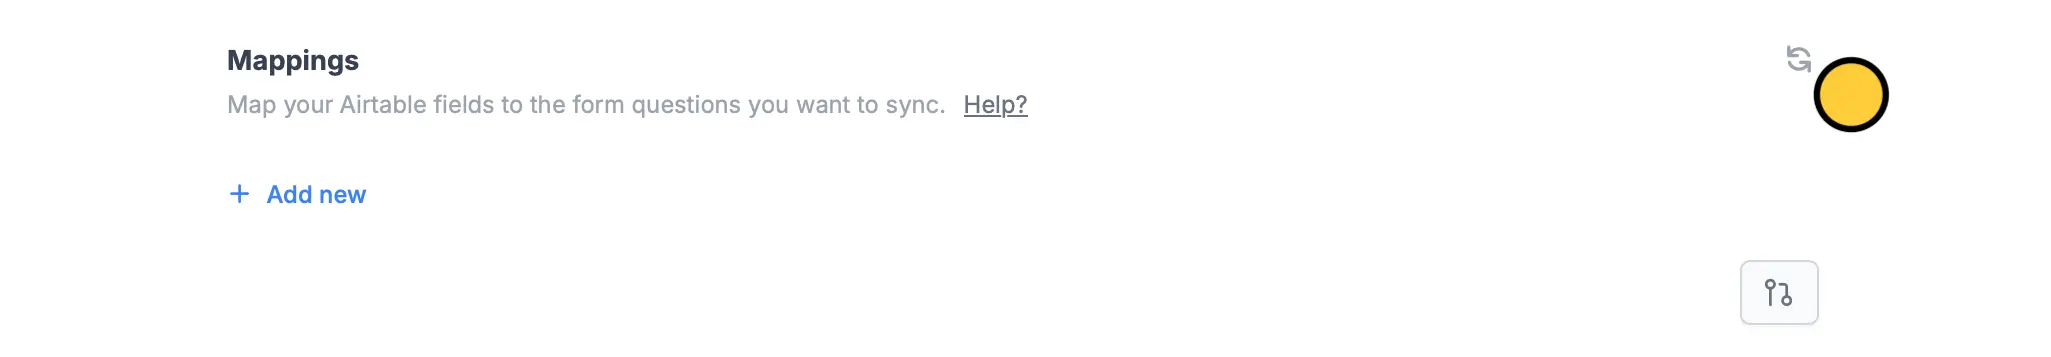 Mappings
Map your Airtable fields to the form questions you want to sync. Help?
+ Add new